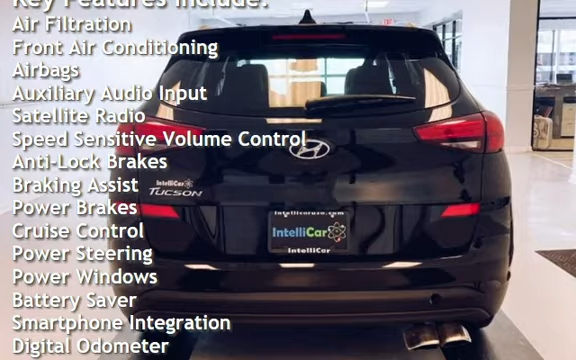 Key Features Include:
Air Filtration
Front Air Conditioning
Airbags
Auxiliary Audio Input
Satellite Radio
Speed Sensitive Volume Control
Anti-Lock Brakes
Braking Assist
Power Brakes
Cruise Control
Power Steering
Power Windows
Battery Saver
Smartphone Integration
Digital Odometer
IntelliCar
TUCSON
intellicarusa.com
IntelliCar
IntelliCar